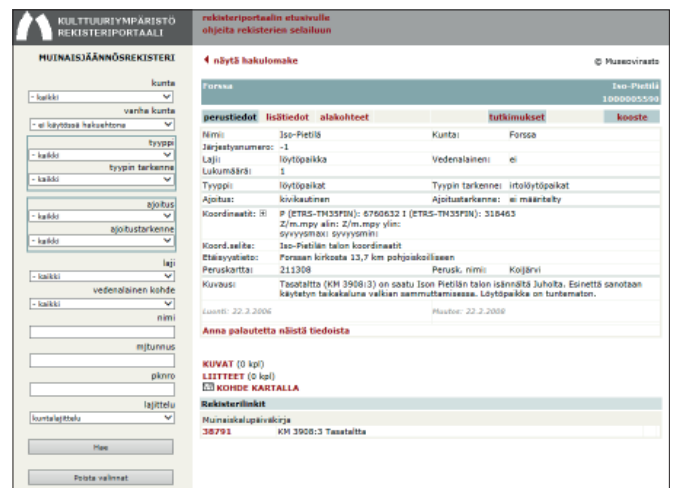 KULTTUURIYMPÄRISTÖ
REKISTERIPORTAALI
rekisteriportaalin etusivulle
ohjeita rekisterien selailuun
MUINAISJÄÄNNÖSREKISTERI
kunta
- kaikki
vanha kunta
- ei käytössä hakuehtona
tyyppi
- kaikki
tyypin tarkenne
- kaikki
ajoitus
- kaikki
ajoitustarkenne
- kaikki
laji
- kaikki
vedenalainen kohde
- kaikki
nimi
mjtunnus
pknro
lajittelu
kuntalajittelu
Hae
Poista valinnat
näytä hakulomake
© Museovirasto
Forssa Iso-Pietilä
1000005590
perustiedot lisätiedot alakohteet tutkimukset kooste
Nimi: Iso-Pietilä Kunta: Forssa
Järjestysnumero: -1
Laji: löytöpaikka Vedenalainen: ei
Lukumäärä: 1
Tyyppi: löytöpaikat Tyypin tarkenne: irtolöytöpaikat
Ajoitus: kivikautinen Ajoitustarkenne: ei määritelty
Koordinaatit: P (ETRS-TM35FIN): 6760632 I (ETRS-TM35FIN): 318463
Z/m.mpy alin: Z/m.mpy ylin:
syvyysmax: syvyysmin:
Koord.selite: Iso-Pietilän talon koordinaatit
Etäisyystieto: Forssan kirkosta 13,7 km pohjoiskoilliseen
Peruskartta: 211308 Perusk. nimi: Koijärvi
Kuvaus: Tasataltta (KM 3908:3) on saatu Ison Pietilän talon isännältä Juholta. Esinettä sanotaan
käytetyn taikakaluna valkian sammuttamisessa. Löytöpaikka on tuntematon.
Luonti: 22.3.2006 Muutos: 22.3.2008
Anna palautetta näistä tiedoista
KUVAT (0 kpl)
LIITTEET (0 kpl)
KOHDE KARTALLA
Rekisterilinkit
Muinaiskalupäiväkirja
38791 KM 3908:3 Tasataltta